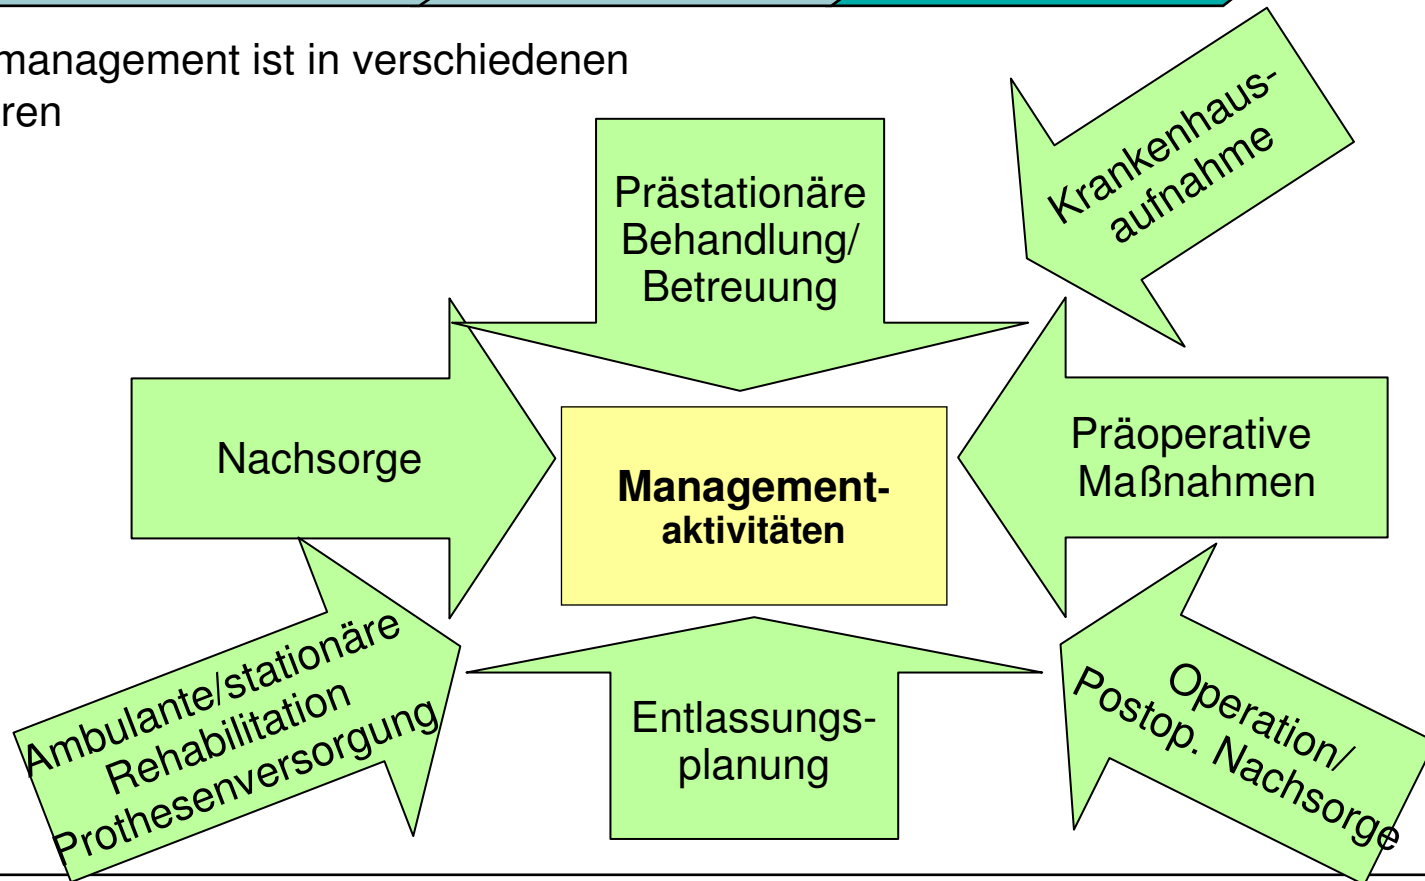 management ist in verschiedenen
ren
Krankenhaus-
aufnahme
Prästationäre
Behandlung/
Betreuung
Nachsorge
Management-
aktivitäten
Präoperative
Maßnahmen
Ambulante/stationäre
Rehabilitation
Prothesenversorgung
Entlassungs-
planung
Operation/
Postop. Nachsorge